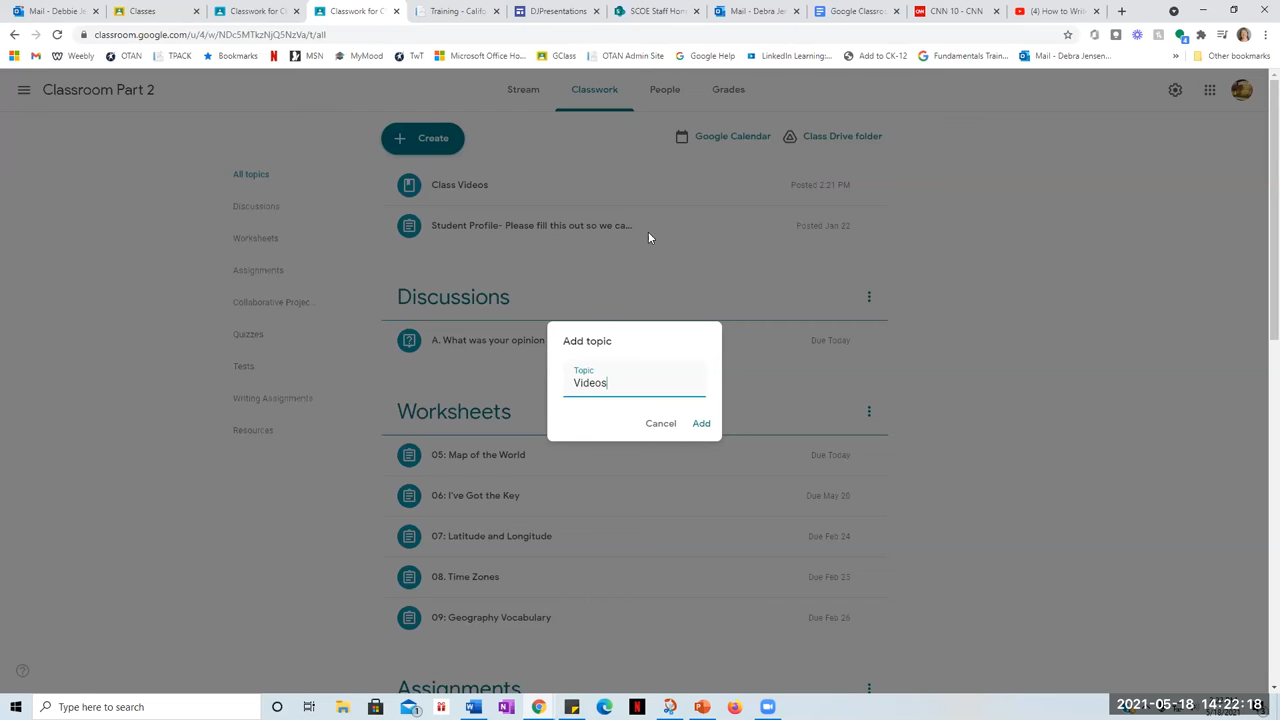 Mail - Debbie Je
Classes
Classwork for C
Classwork for C
Training - Califo
DJPresentations
SCOE Staff Hom
Mail - Debra Je
Google Classroo
CNN 10 - CNN
(4) How to Write
classroom.google.com/u/4/w/NDc5MTkzNjQ5NzVa/t/all
Weebly
OTAN
TPACK
Bookmarks
MSN
MyMood
TwT
Microsoft Office Ho...
GClass
OTAN Admin Site
Google Help
LinkedIn Learning:...
Add to CK-12
Fundamentals Train...
Mail - Debra Jensen...
Other bookmarks
Classroom Part 2
Stream
Classwork
People
Grades
Create
Google Calendar
Class Drive folder
All topics
Discussions
Worksheets
Assignments
Collaborative Projec...
Quizzes
Tests
Writing Assignments
Resources
Class Videos
Posted 2:21 PM
Student Profile- Please fill this out so we ca...
Posted Jan 22
Discussions
A. What was your opinion
Due Today
Add topic
Topic
Videos
Cancel
Add
Worksheets
05: Map of the World
Due Today
06: I've Got the Key
Due May 20
07: Latitude and Longitude
Due Feb 24
08. Time Zones
Due Feb 23
09: Geography Vocabulary
Due Feb 26
Assignments
Type here to search
2021-05-18 14:22:18
5/18/2021